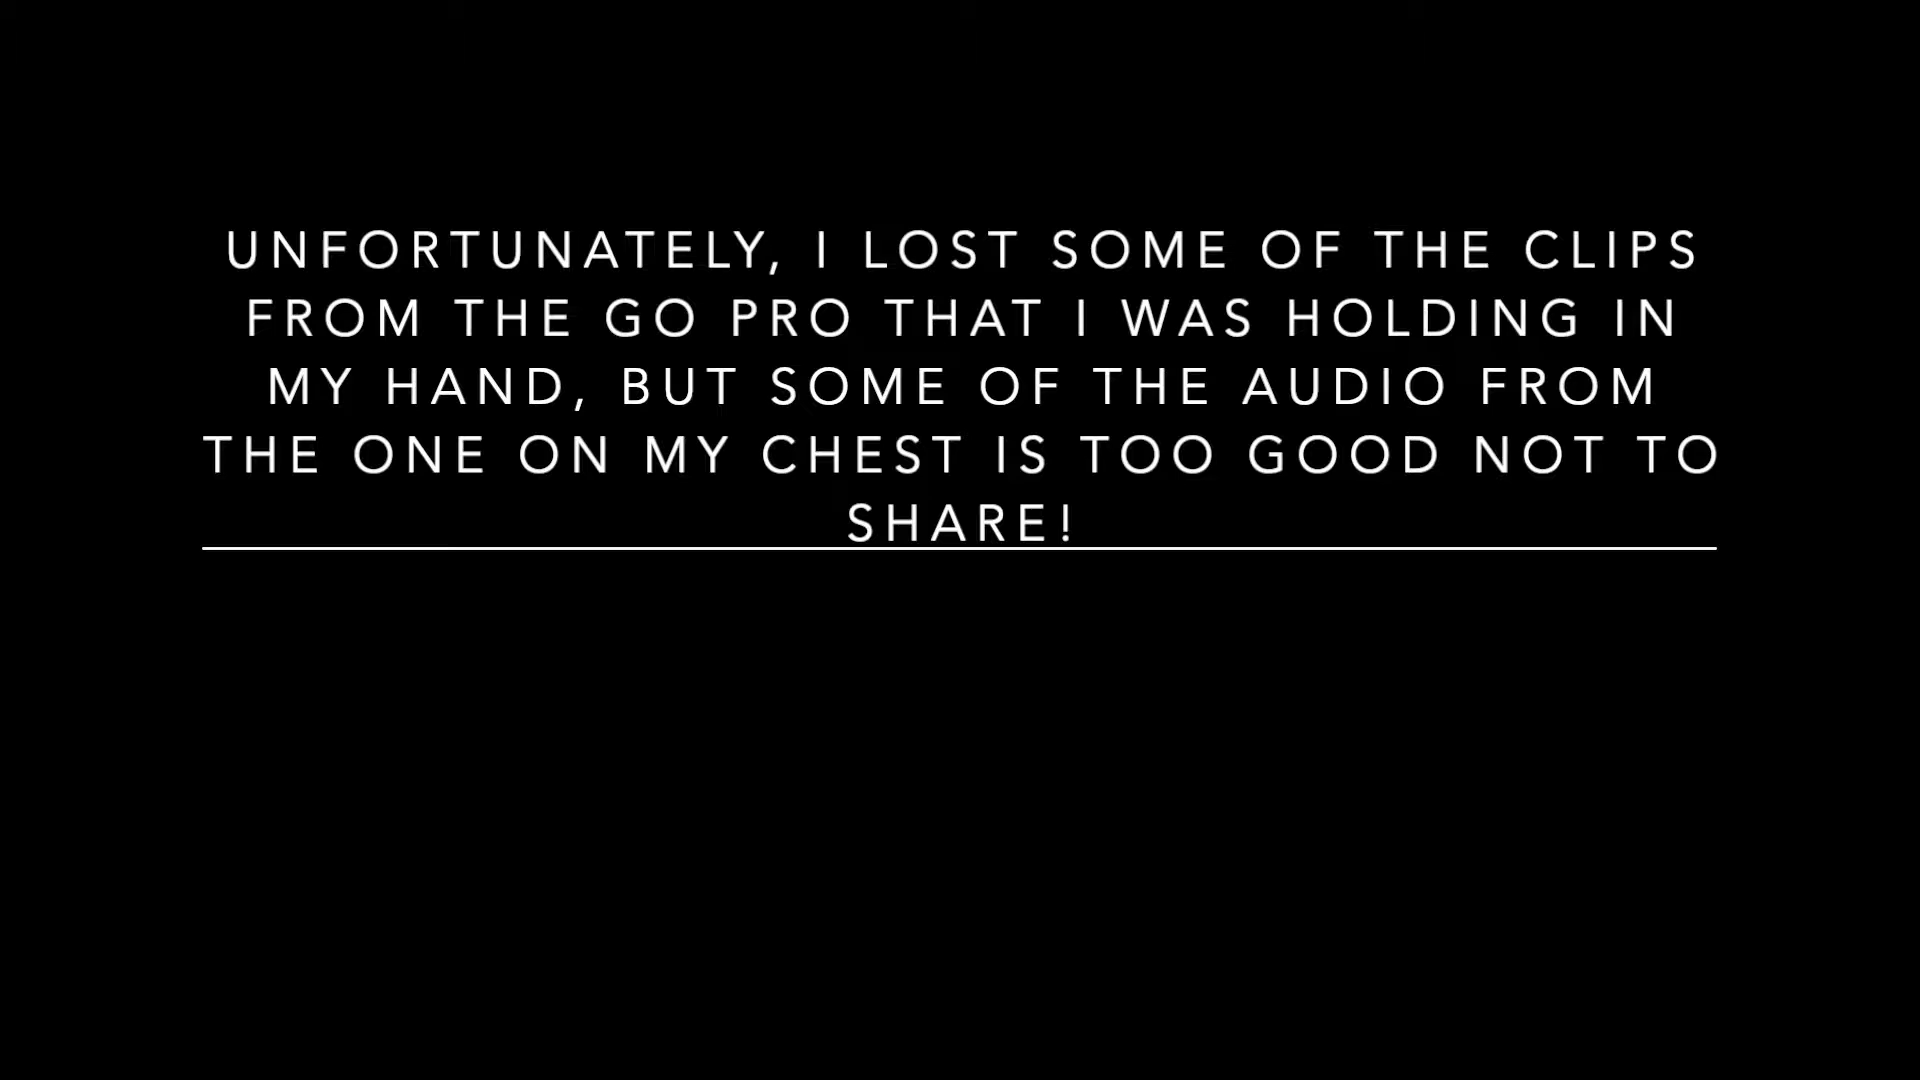 UNFORTUNATELY, I LOST SOME OF THE CLIPS
FROM THE GO PRO THAT I WAS HOLDING IN
MY HAND, BUT SOME OF THE AUDIO FROM
THE ONE ON MY CHEST IS TOO GOOD NOT TO
SHARE!